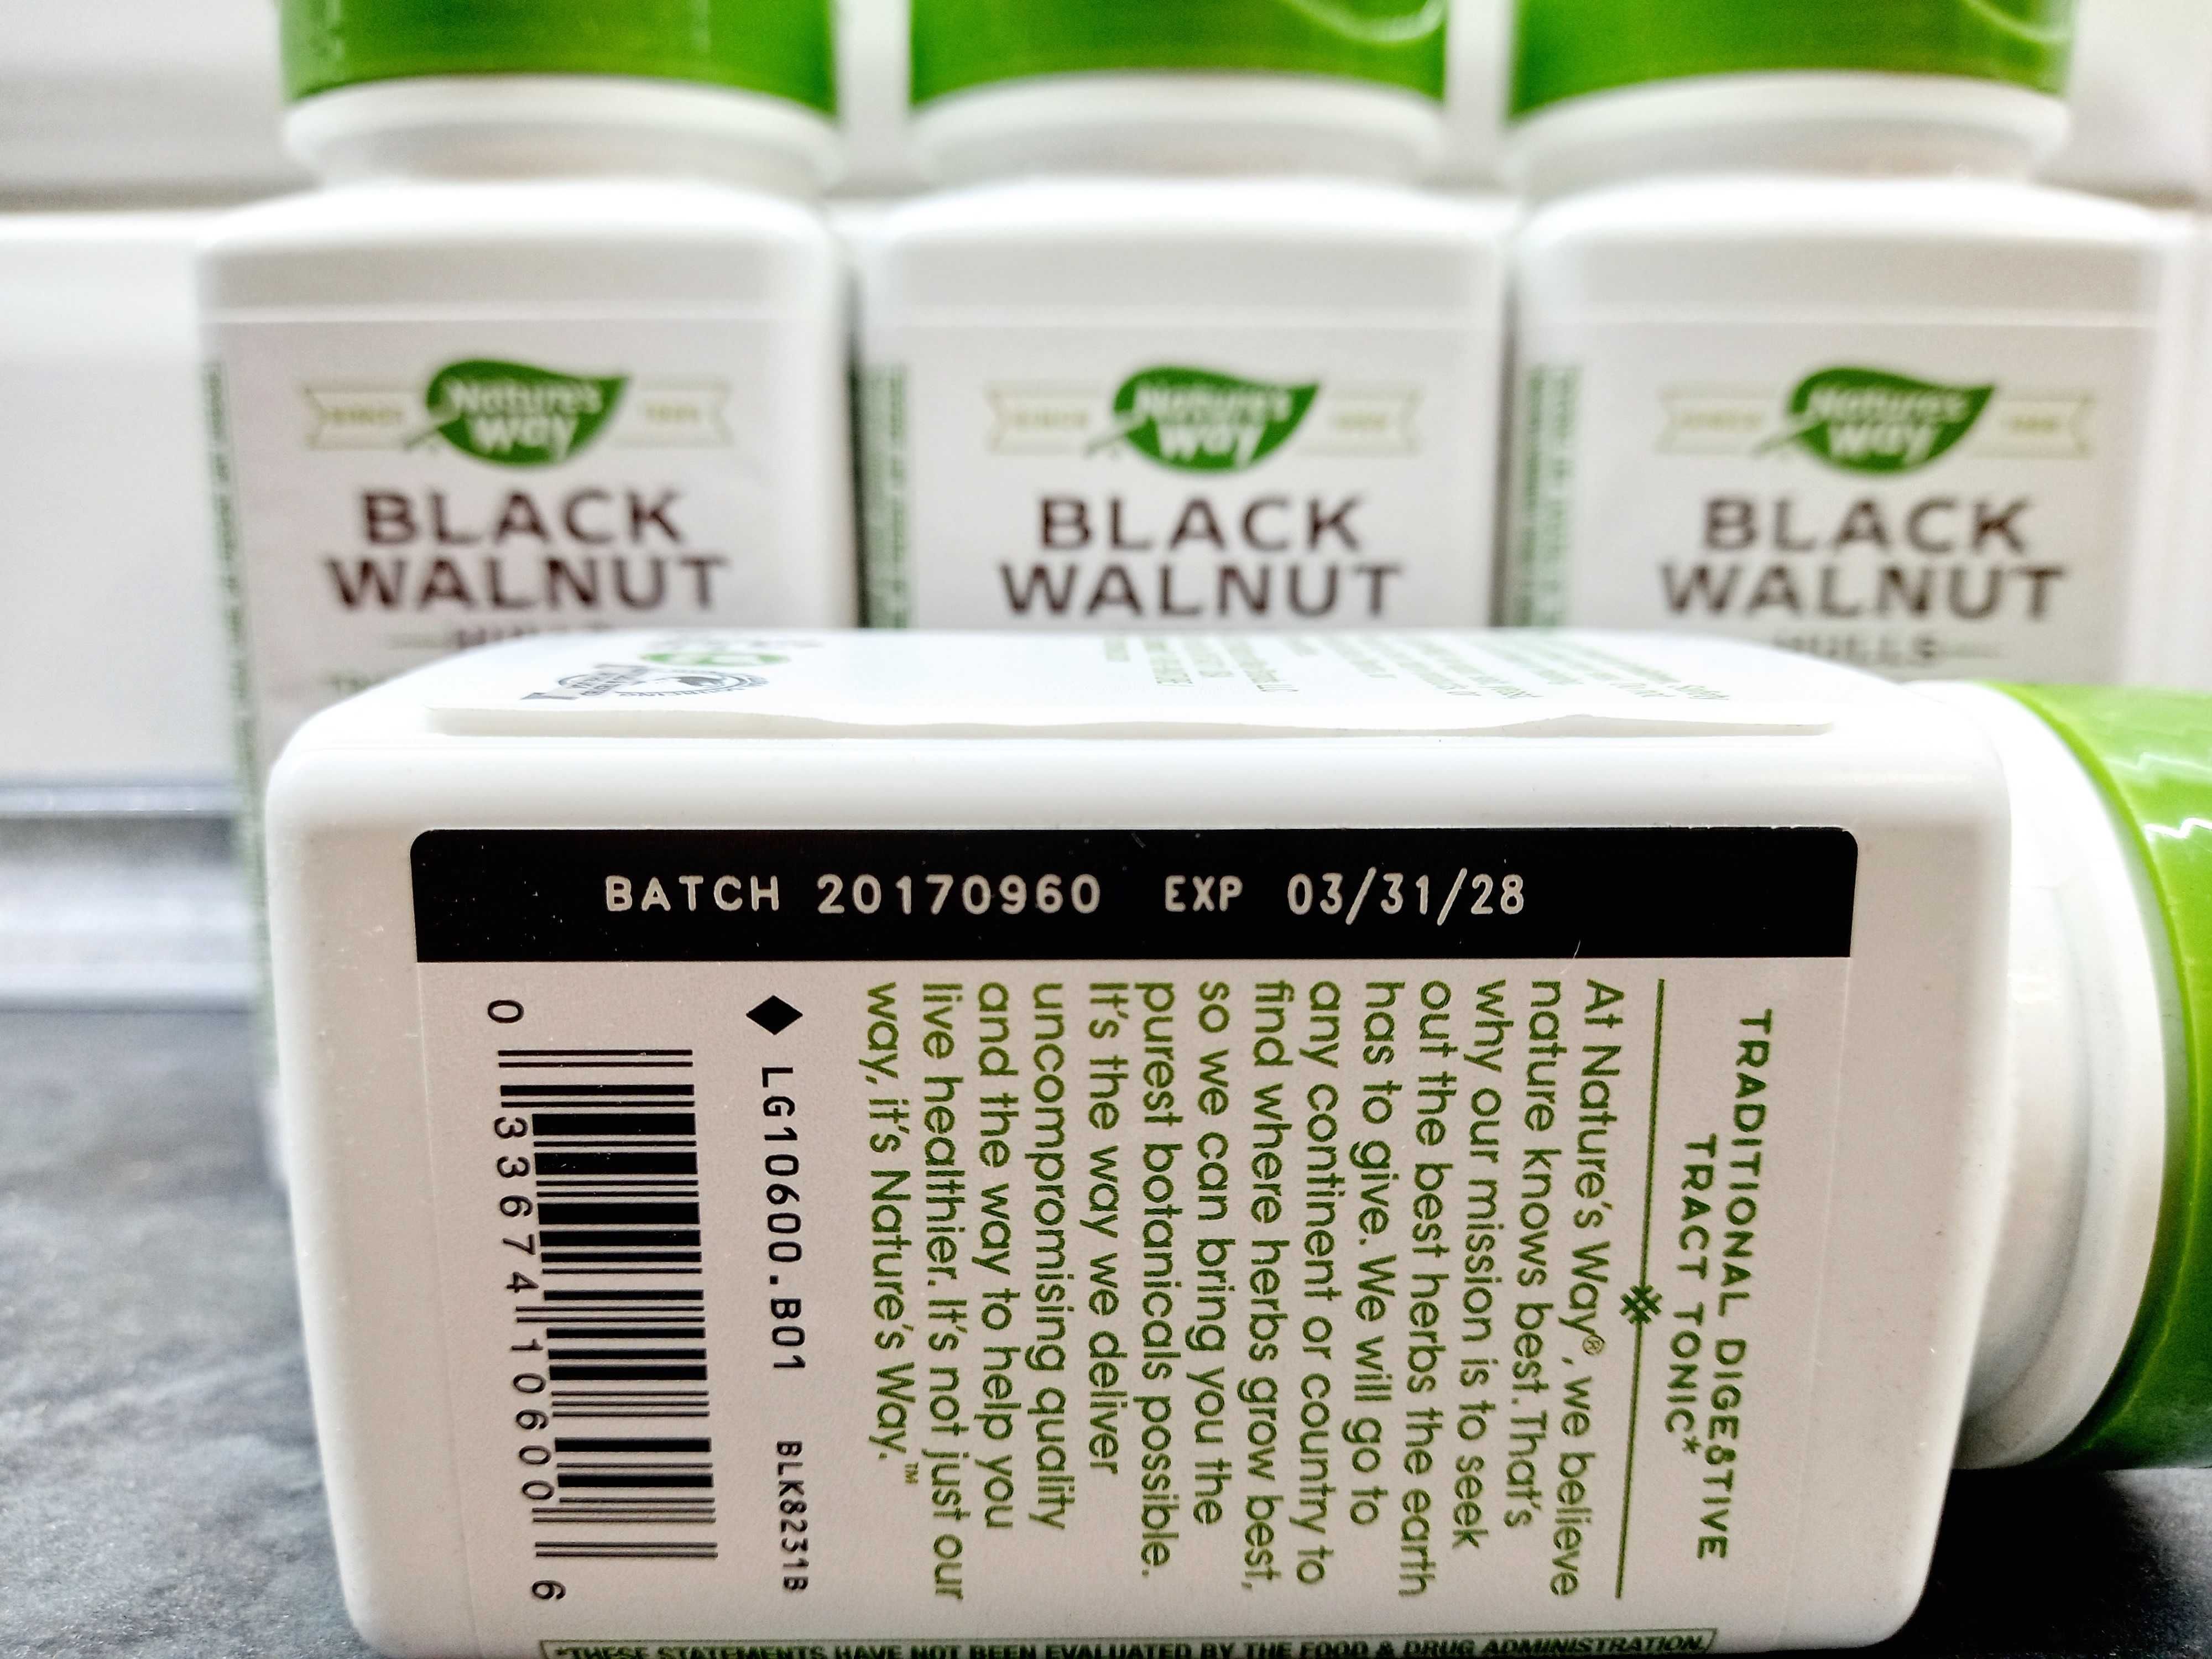 Nature's
Way
BLACK
WALNUT
Nature's
Way
BLACK
WALNUT
Nature's
Way
BLACK
WALNUT
HULLS
BATCH 20170960 EXP 03/31/28
TRADITIONAL DIGESTIVE
TRACT TONIC*
At Nature's Way®, we believe
nature knows best. That's
why our mission is to seek
out the best herbs the earth
has to give. We will go to
any continent or country to
find where herbs grow best,
so we can bring you the
purest botanicals possible.
It's the way we deliver
uncompromising quality
and the way to help you
live healthier. It's not just our
way, it's Nature's Way.™
LG10600.B01 BLK8231B
0 33674 10600 6
*THESE STATEMENTS HAVE NOT BEEN EVALUATED BY THE FOOD & DRUG ADMINISTRATION.